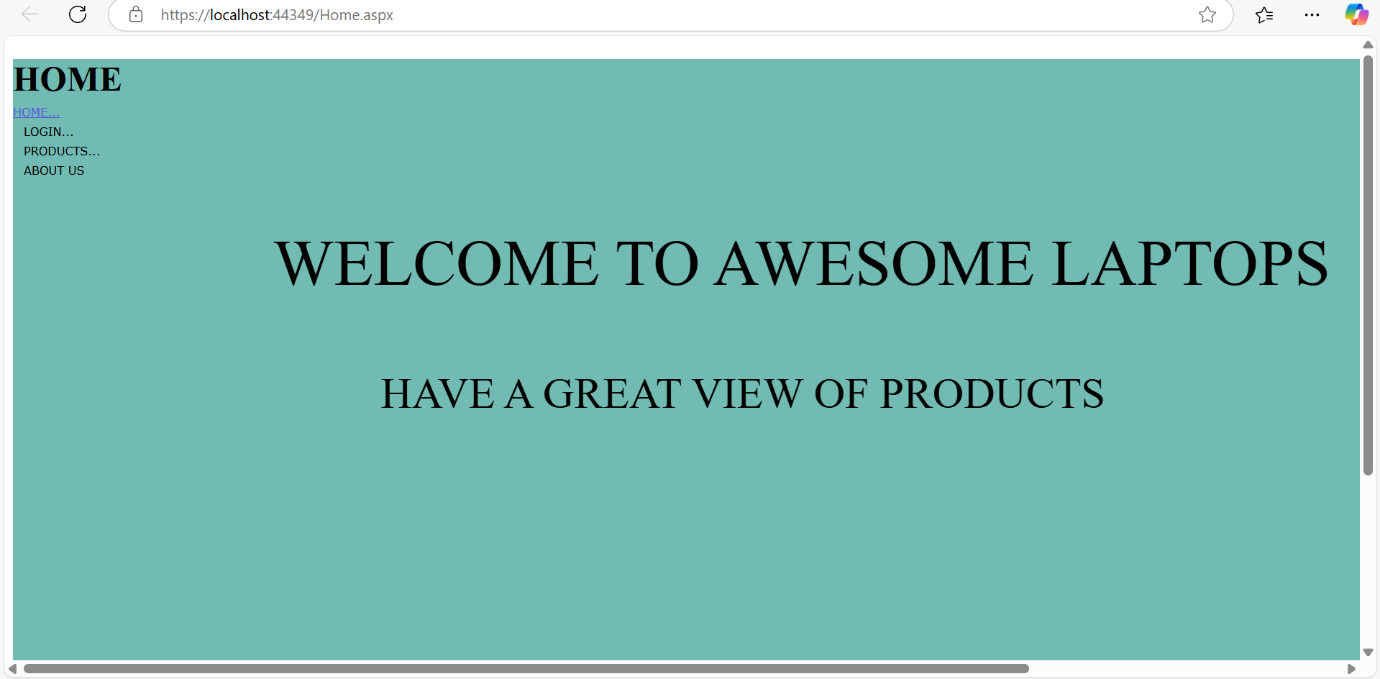 https://localhost:44349/Home.aspx
HOME
HOME...
LOGIN...
PRODUCTS...
ABOUT US
WELCOME TO AWESOME LAPTOPS
HAVE A GREAT VIEW OF PRODUCTS